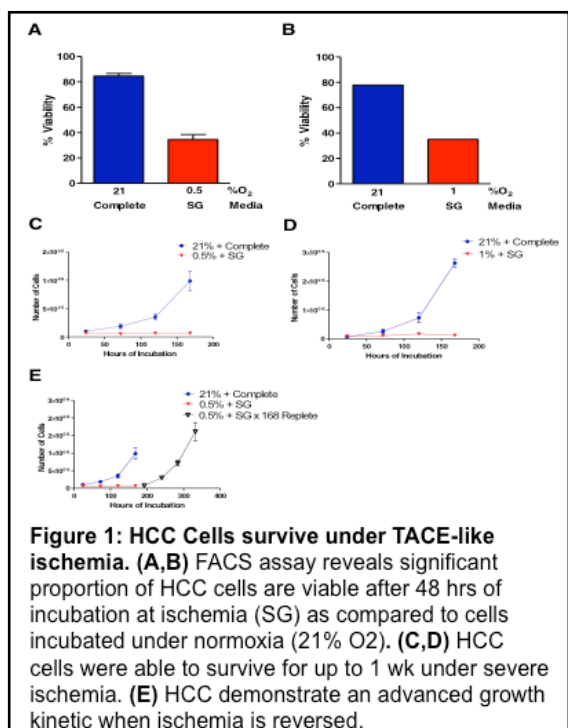 A
B
% Viability
100
80
60
40
20
0
21
0.5
%O2
Complete
SG
Media
% Viability
100
80
60
40
20
0
21
1
%O2
Complete
SG
Media
C
D
21% + Complete
0.5% + SG
Number of Cells
0
0
50
100
150
200
Hours of Incubation
21% + Complete
1% + SG
Number of Cells
0
0
50
100
150
200
Hours of Incubation
E
21% + Complete
0.5% + SG
0.5% + SG x 168 Replete
Number of Cells
0
0
100
200
300
400
Hours of Incubation
Figure 1: HCC Cells survive under TACE-like
ischemia. (A,B) FACS assay reveals significant
proportion of HCC cells are viable after 48 hrs of
incubation at ischemia (SG) as compared to cells
incubated under normoxia (21% O2). (C,D) HCC
cells were able to survive for up to 1 wk under severe
ischemia. (E) HCC demonstrate an advanced growth
kinetic when ischemia is reversed.